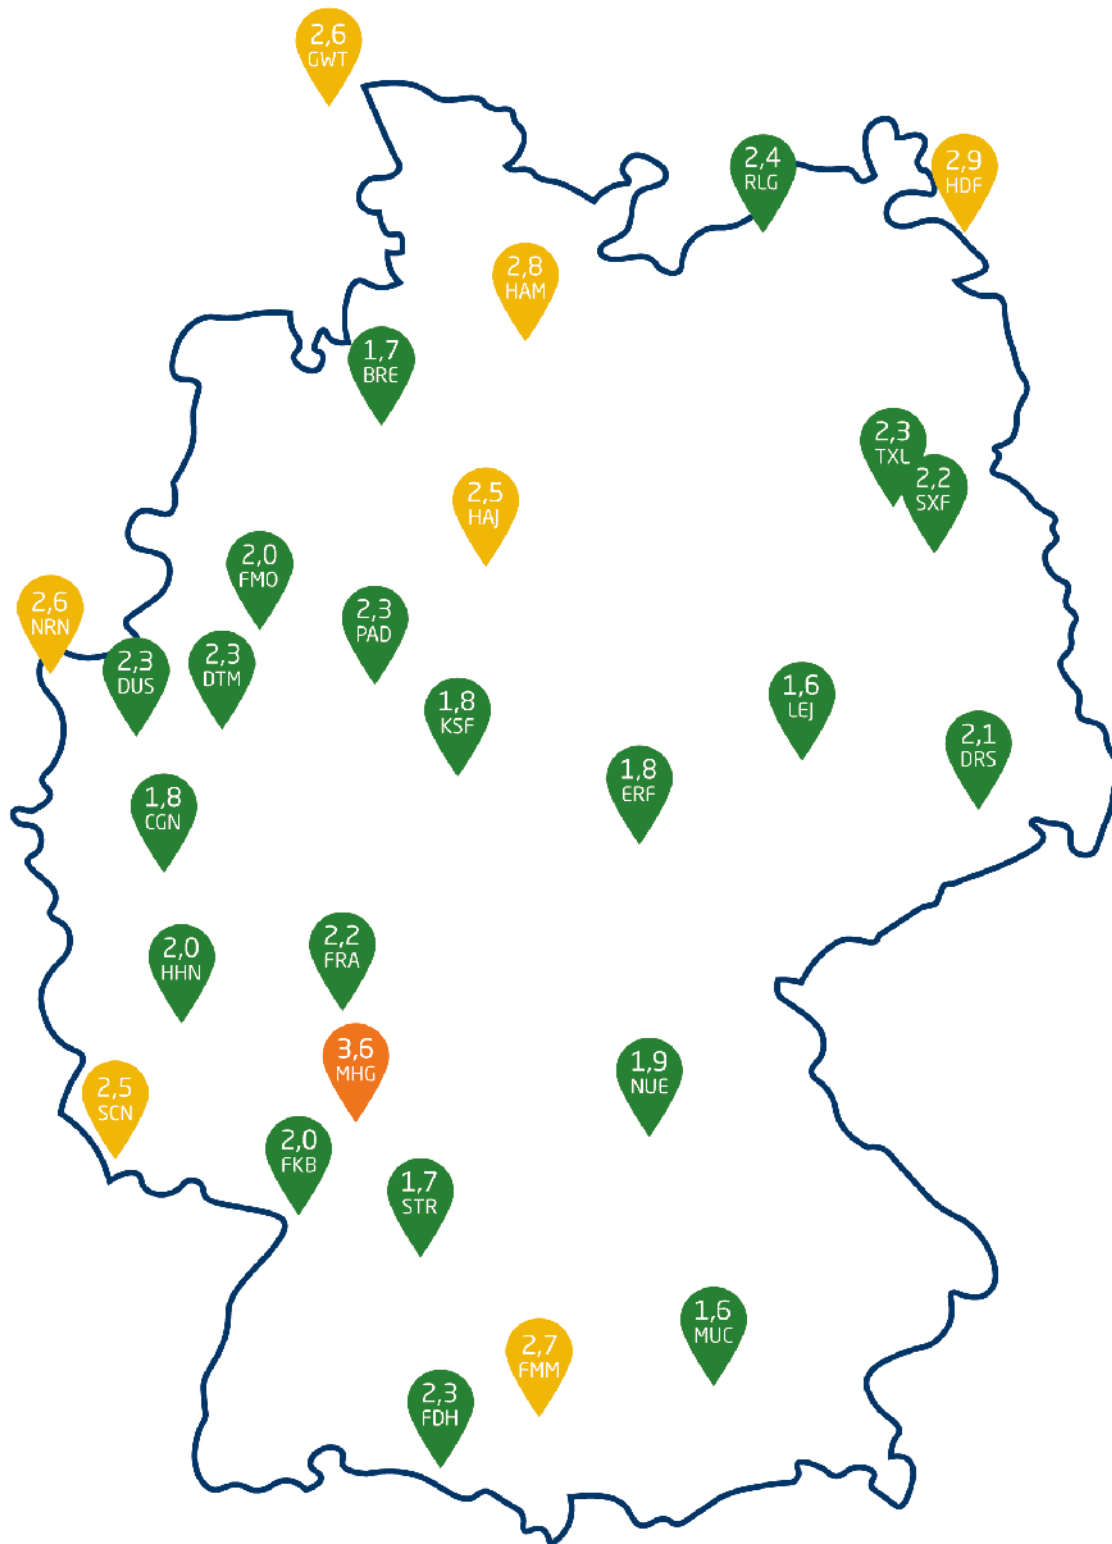 2,6
GWT
2,4
RLG
2,9
HDF
2,8
HAM
1,7
BRE
2,3
TXL
2,2
SXF
2,5
HAJ
2,0
FMO
2,6
NRN
2,3
PAD
2,3
DUS
2,3
DTM
1,8
KSF
1,6
LEJ
2,1
DRS
1,8
ERF
1,8
CGN
2,0
HHN
2,2
FRA
3,6
MHG
1,9
NUE
2,5
SCN
2,0
FKB
1,7
STR
1,6
MUC
2,7
FMM
2,3
FDH